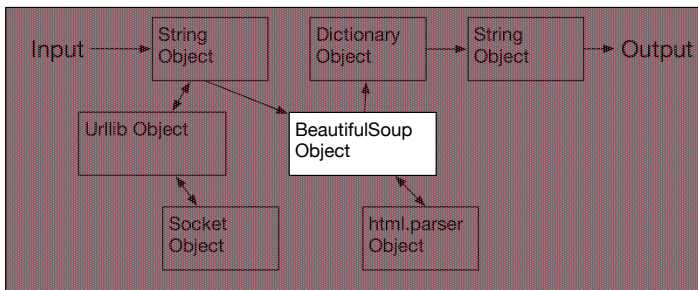 Input
String
Object
Dictionary
Object
String
Object
Output
Urllib Object
BeautifulSoup
Object
Socket
Object
html.parser
Object